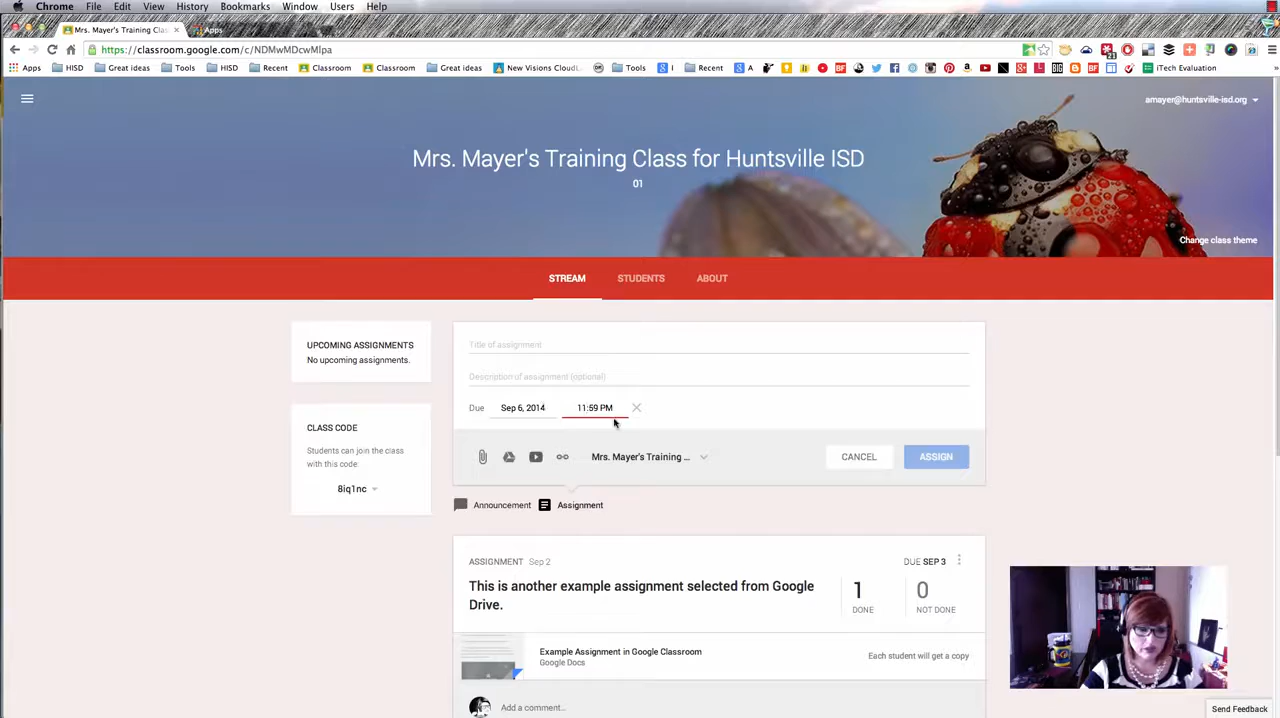 Chrome File Edit View History Bookmarks Window Users Help
Mrs. Mayer's Training Clas × Apps
https://classroom.google.com/c/NDMwMDcwMlpa
Apps HISD Great ideas Tools HISD Recent Classroom Classroom Great ideas New Visions CloudL Tools Recent iTech Evaluation »
amayer@huntsville-isd.org
Mrs. Mayer's Training Class for Huntsville ISD
01
Change class theme
STREAM STUDENTS ABOUT
UPCOMING ASSIGNMENTS
No upcoming assignments.
CLASS CODE
Students can join the class
with this code:
8iq1nc
Title of assignment
Description of assignment (optional)
Due Sep 6, 2014 11:59 PM
Mrs. Mayer's Training ... CANCEL ASSIGN
Announcement Assignment
ASSIGNMENT Sep 2 DUE SEP 3
This is another example assignment selected from Google
Drive.
1 0
DONE NOT DONE
Example Assignment in Google Classroom
Google Docs
Each student will get a copy
Add a comment...
Send Feedback